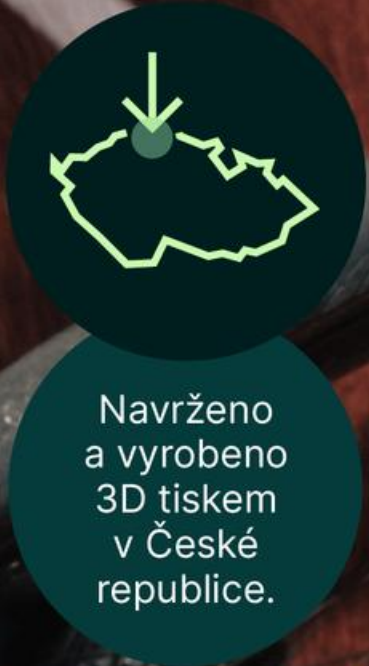 Navrženo
a vyrobeno
3D tiskem
v České
republice.